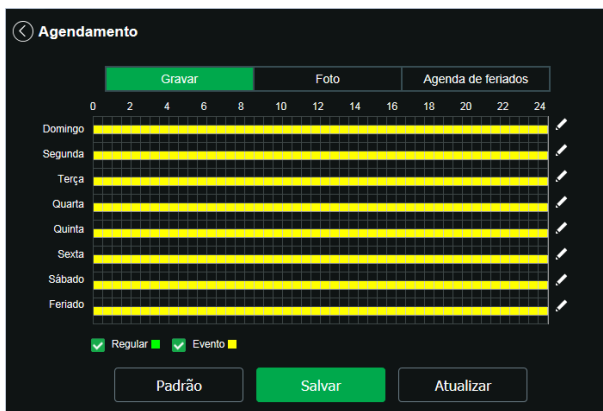 Agendamento
Gravar Foto Agenda de feriados
0 2 4 6 8 10 12 14 16 18 20 22 24
Domingo
Segunda
Terça
Quarta
Quinta
Sexta
Sábado
Feriado
Regular Evento
Padrão Salvar Atualizar